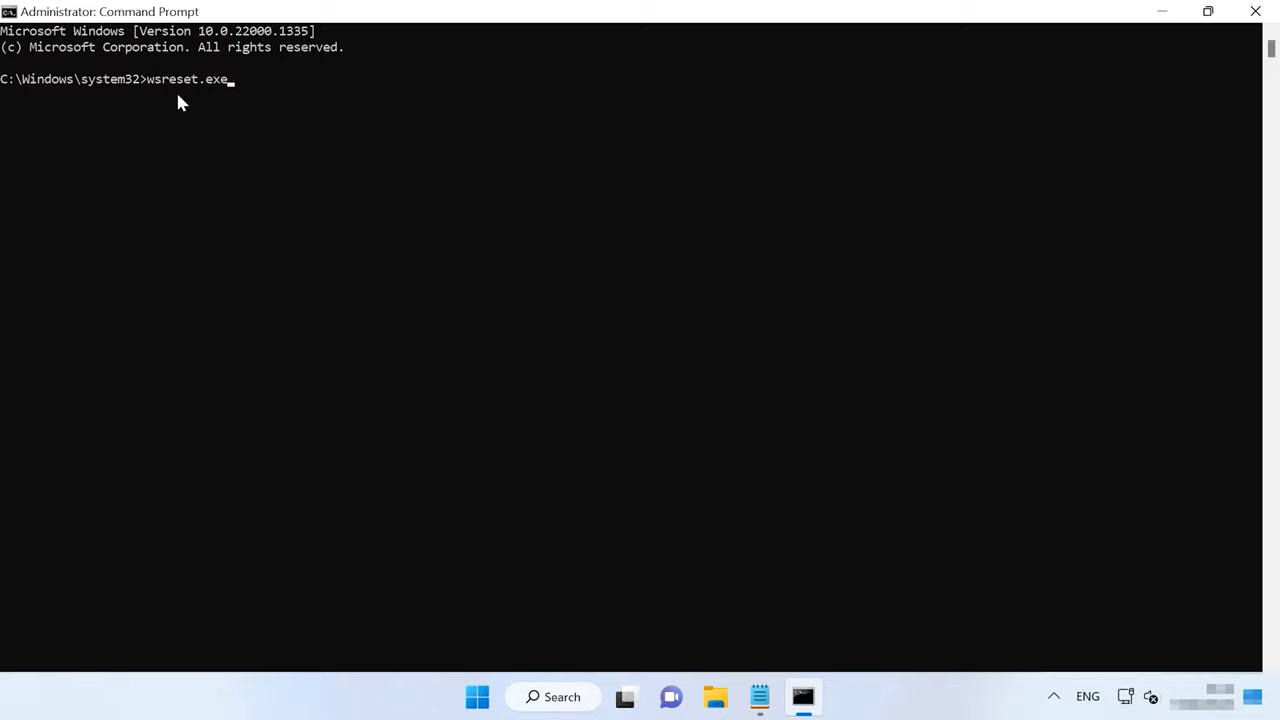 Administrator: Command Prompt
Microsoft Windows [Version 10.0.22000.1335]
(c) Microsoft Corporation. All rights reserved.
C:\Windows\system32>wsreset.exe
Search
ENG